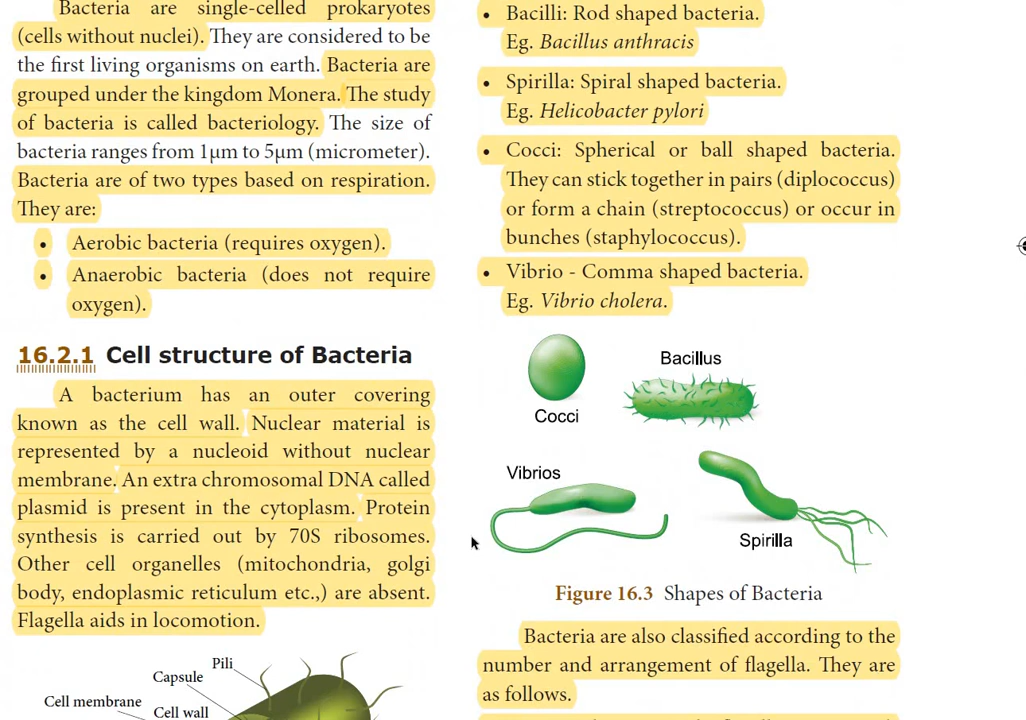 Bacteria are single-celled prokaryotes
(cells without nuclei). They are considered to be
the first living organisms on earth. Bacteria are
grouped under the kingdom Monera. The study
of bacteria is called bacteriology. The size of
bacteria ranges from 1µm to 5µm (micrometer).
Bacteria are of two types based on respiration.
They are:
• Aerobic bacteria (requires oxygen).
• Anaerobic bacteria (does not require
oxygen).
16.2.1 Cell structure of Bacteria
A bacterium has an outer covering
known as the cell wall. Nuclear material is
represented by a nucleoid without nuclear
membrane. An extra chromosomal DNA called
plasmid is present in the cytoplasm. Protein
synthesis is carried out by 70S ribosomes.
Other cell organelles (mitochondria, golgi
body, endoplasmic reticulum etc.,) are absent.
Flagella aids in locomotion.
Pili
Capsule
Cell membrane
Cell wall
• Bacilli: Rod shaped bacteria.
Eg. Bacillus anthracis
• Spirilla: Spiral shaped bacteria.
Eg. Helicobacter pylori
• Cocci: Spherical or ball shaped bacteria.
They can stick together in pairs (diplococcus)
or form a chain (streptococcus) or occur in
bunches (staphylococcus).
• Vibrio - Comma shaped bacteria.
Eg. Vibrio cholera.
Bacillus
Cocci
Vibrios
Spirilla
Figure 16.3 Shapes of Bacteria
Bacteria are also classified according to the
number and arrangement of flagella. They are
as follows.